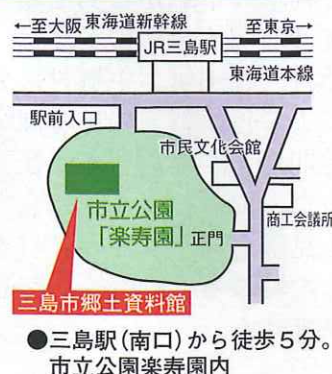 ←至大阪 東海道新幹線 至東京→
JR三島駅
東海道本線
駅前入口
市民文化会館
市立公園
「楽寿園」
正門
商工会議所
三島市郷土資料館
●三島駅(南口)から徒歩5分。
市立公園楽寿園内